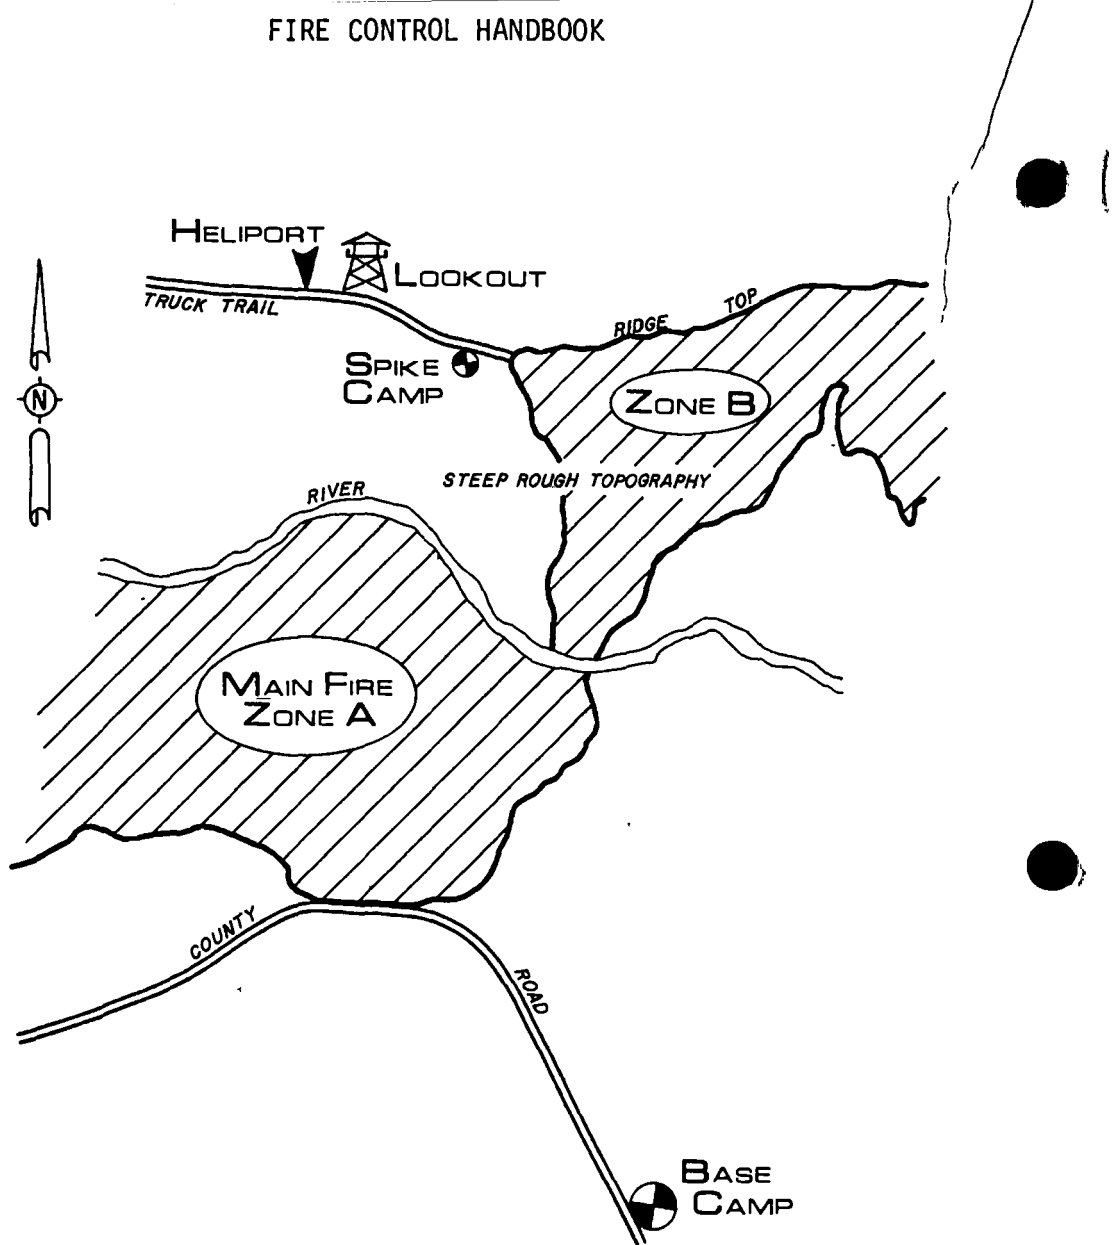 FIRE CONTROL HANDBOOK
HELIPORT
LOOKOUT
TRUCK TRAIL
RIDGE TOP
SPIKE
CAMP
ZONE B
N
STEEP ROUGH TOPOGRAPHY
RIVER
MAIN FIRE
ZONE A
COUNTY ROAD
BASE
CAMP